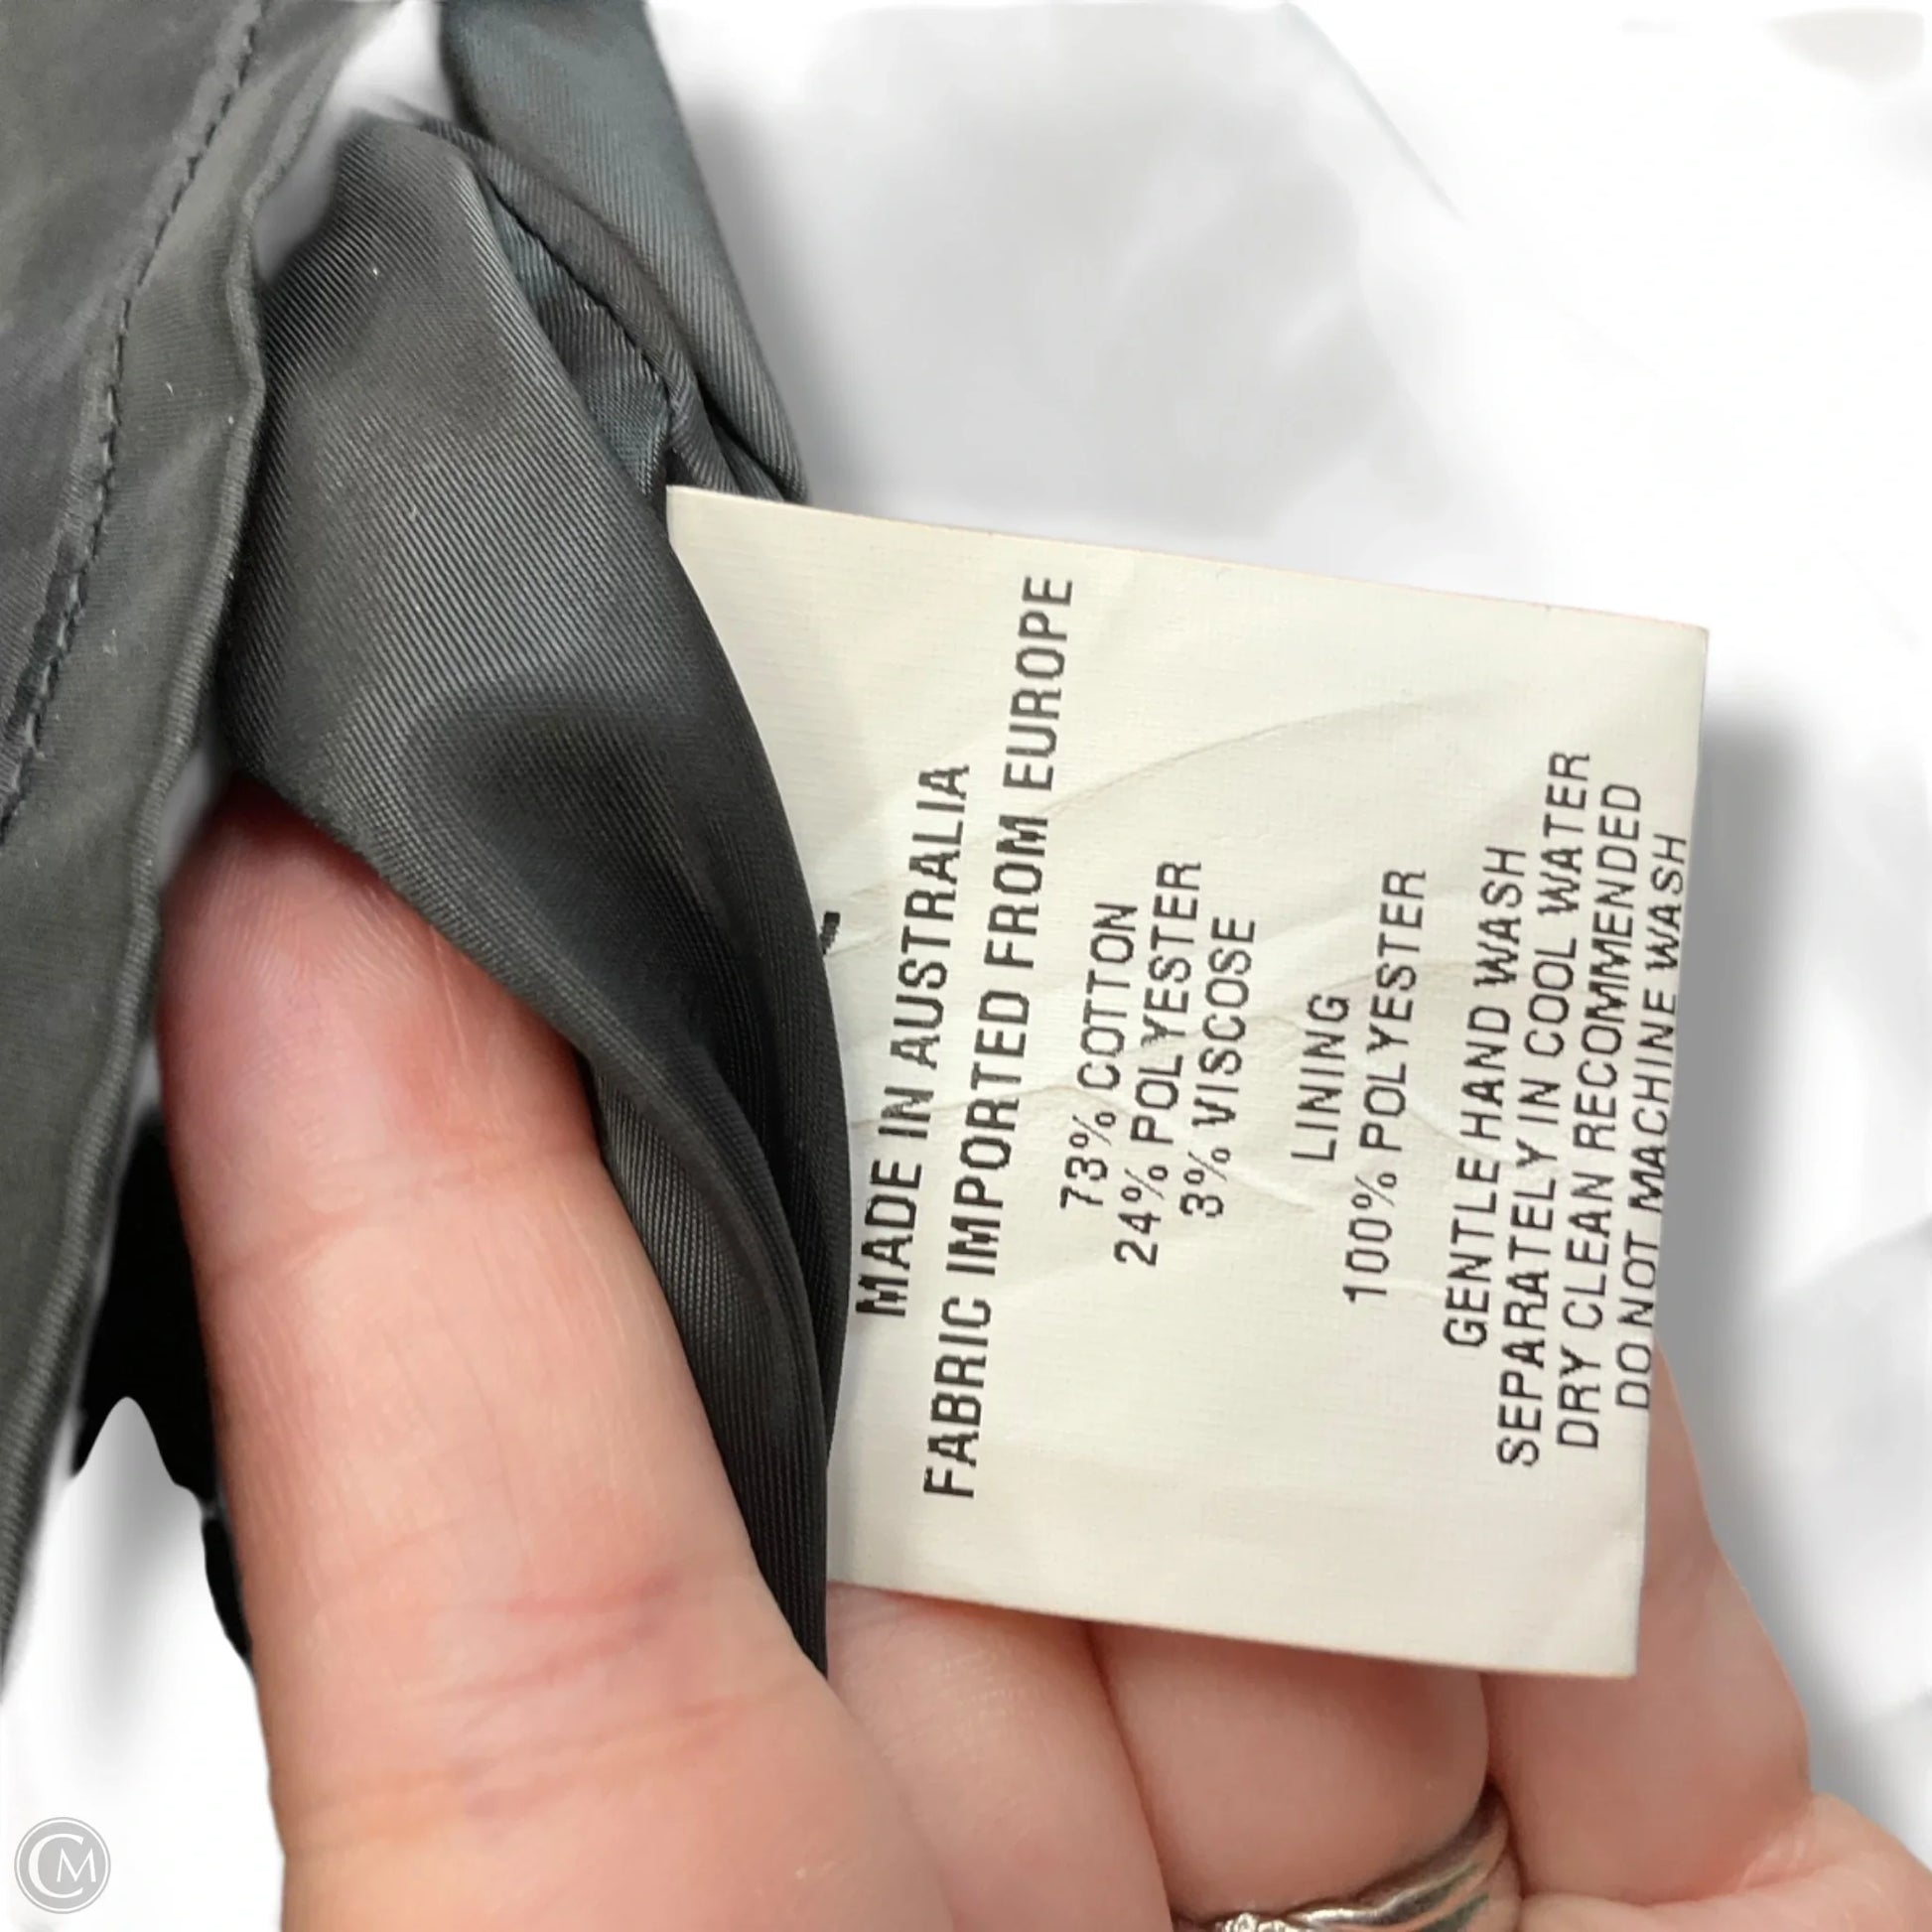 MADE IN AUSTRALIA
FABRIC IMPORTED FROM EUROPE
73% COTTON
24% POLYESTER
3% VISCOSE
LINING
100% POLYESTER
GENTLE HAND WASH
SEPARATELY IN COOL WATER
DRY CLEAN RECOMMENDED
DO NOT MACHINE WASH
CM